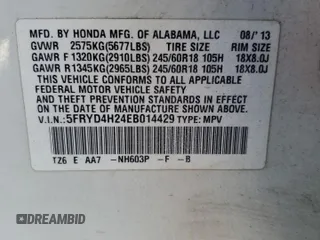 MFD. BY HONDA MFG. OF ALABAMA, LLC 08/'13
GVWR 2575KG(5677LBS) TIRE SIZE RIM SIZE
GAWR F 1320KG(2910LBS) 245/60R18 105H 18X8.0J
GAWR R 1345KG(2965LBS) 245/60R18 105H 18X8.0J
THIS VEHICLE CONFORMS TO ALL APPLICABLE
FEDERAL MOTOR VEHICLE SAFETY AND THEFT
PREVENTION STANDARDS IN EFFECT ON THE DATE
OF MANUFACTURE SHOWN ABOVE.
V.I.N.: 5FRYD4H24EB014429 TYPE: MPV
TZ6 E AA7 -NH603P -F -B
DREAMBID